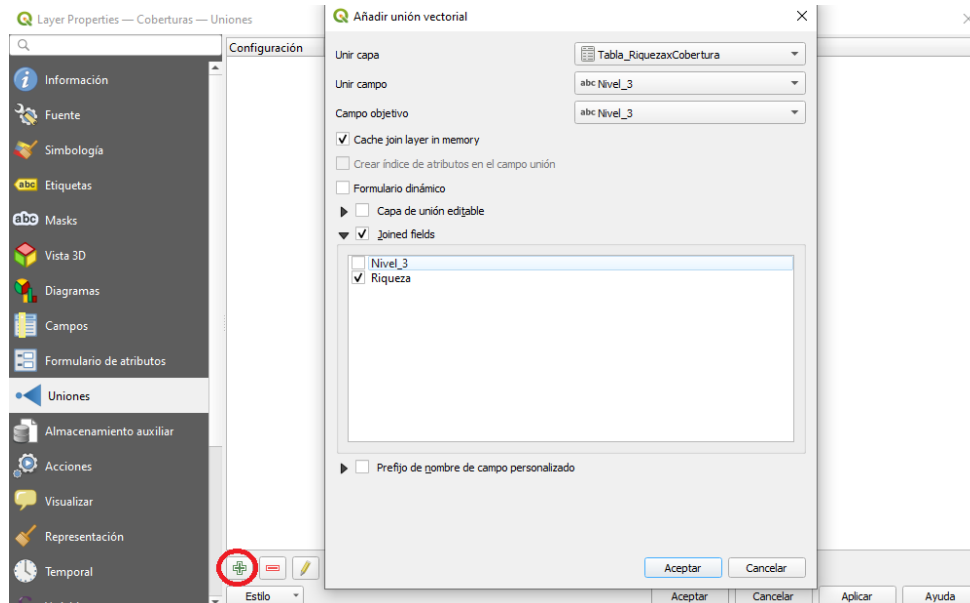 Layer Properties — Coberturas — Uniones
Información
Fuente
Simbología
abc Etiquetas
abc Masks
Vista 3D
Diagramas
Campos
Formulario de atributos
Uniones
Almacenamiento auxiliar
Acciones
Visualizar
Representación
Temporal
Configuración
Estilo
Aceptar
Cancelar
Aplicar
Ayuda
Añadir unión vectorial
Unir capa
Tabla_RiquezaxCobertura
Unir campo
abc Nivel_3
Campo objetivo
abc Nivel_3
Cache join layer in memory
Crear índice de atributos en el campo unión
Formulario dinámico
Capa de unión editable
Joined fields
Nivel_3
Riqueza
Prefijo de nombre de campo personalizado
Aceptar
Cancelar